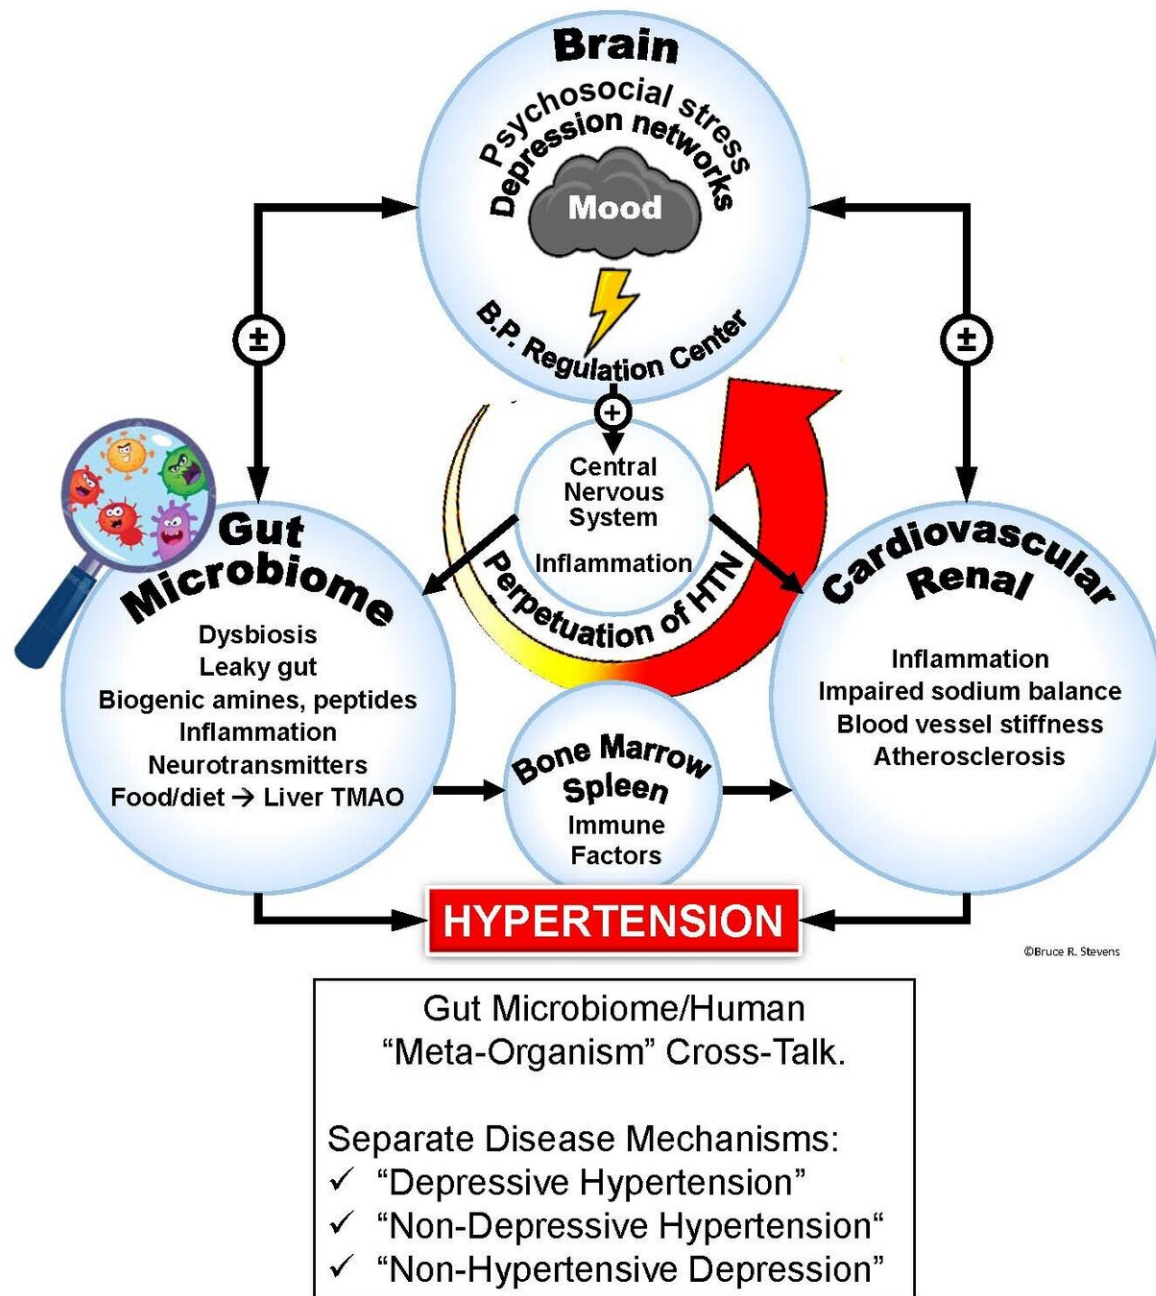 Brain
Psychosocial stress
Depression networks
Mood
B.P. Regulation Center
±
±
+
Central
Nervous
System
Inflammation
Perpetuation of HTN
Gut
Microbiome
Dysbiosis
Leaky gut
Biogenic amines, peptides
Inflammation
Neurotransmitters
Food/diet → Liver TMAO
Cardiovascular
Renal
Inflammation
Impaired sodium balance
Blood vessel stiffness
Atherosclerosis
Bone Marrow
Spleen
Immune
Factors
HYPERTENSION
©Bruce R. Stevens
Gut Microbiome/Human
“Meta-Organism” Cross-Talk.
Separate Disease Mechanisms:
✓ “Depressive Hypertension”
✓ “Non-Depressive Hypertension“
✓ “Non-Hypertensive Depression”